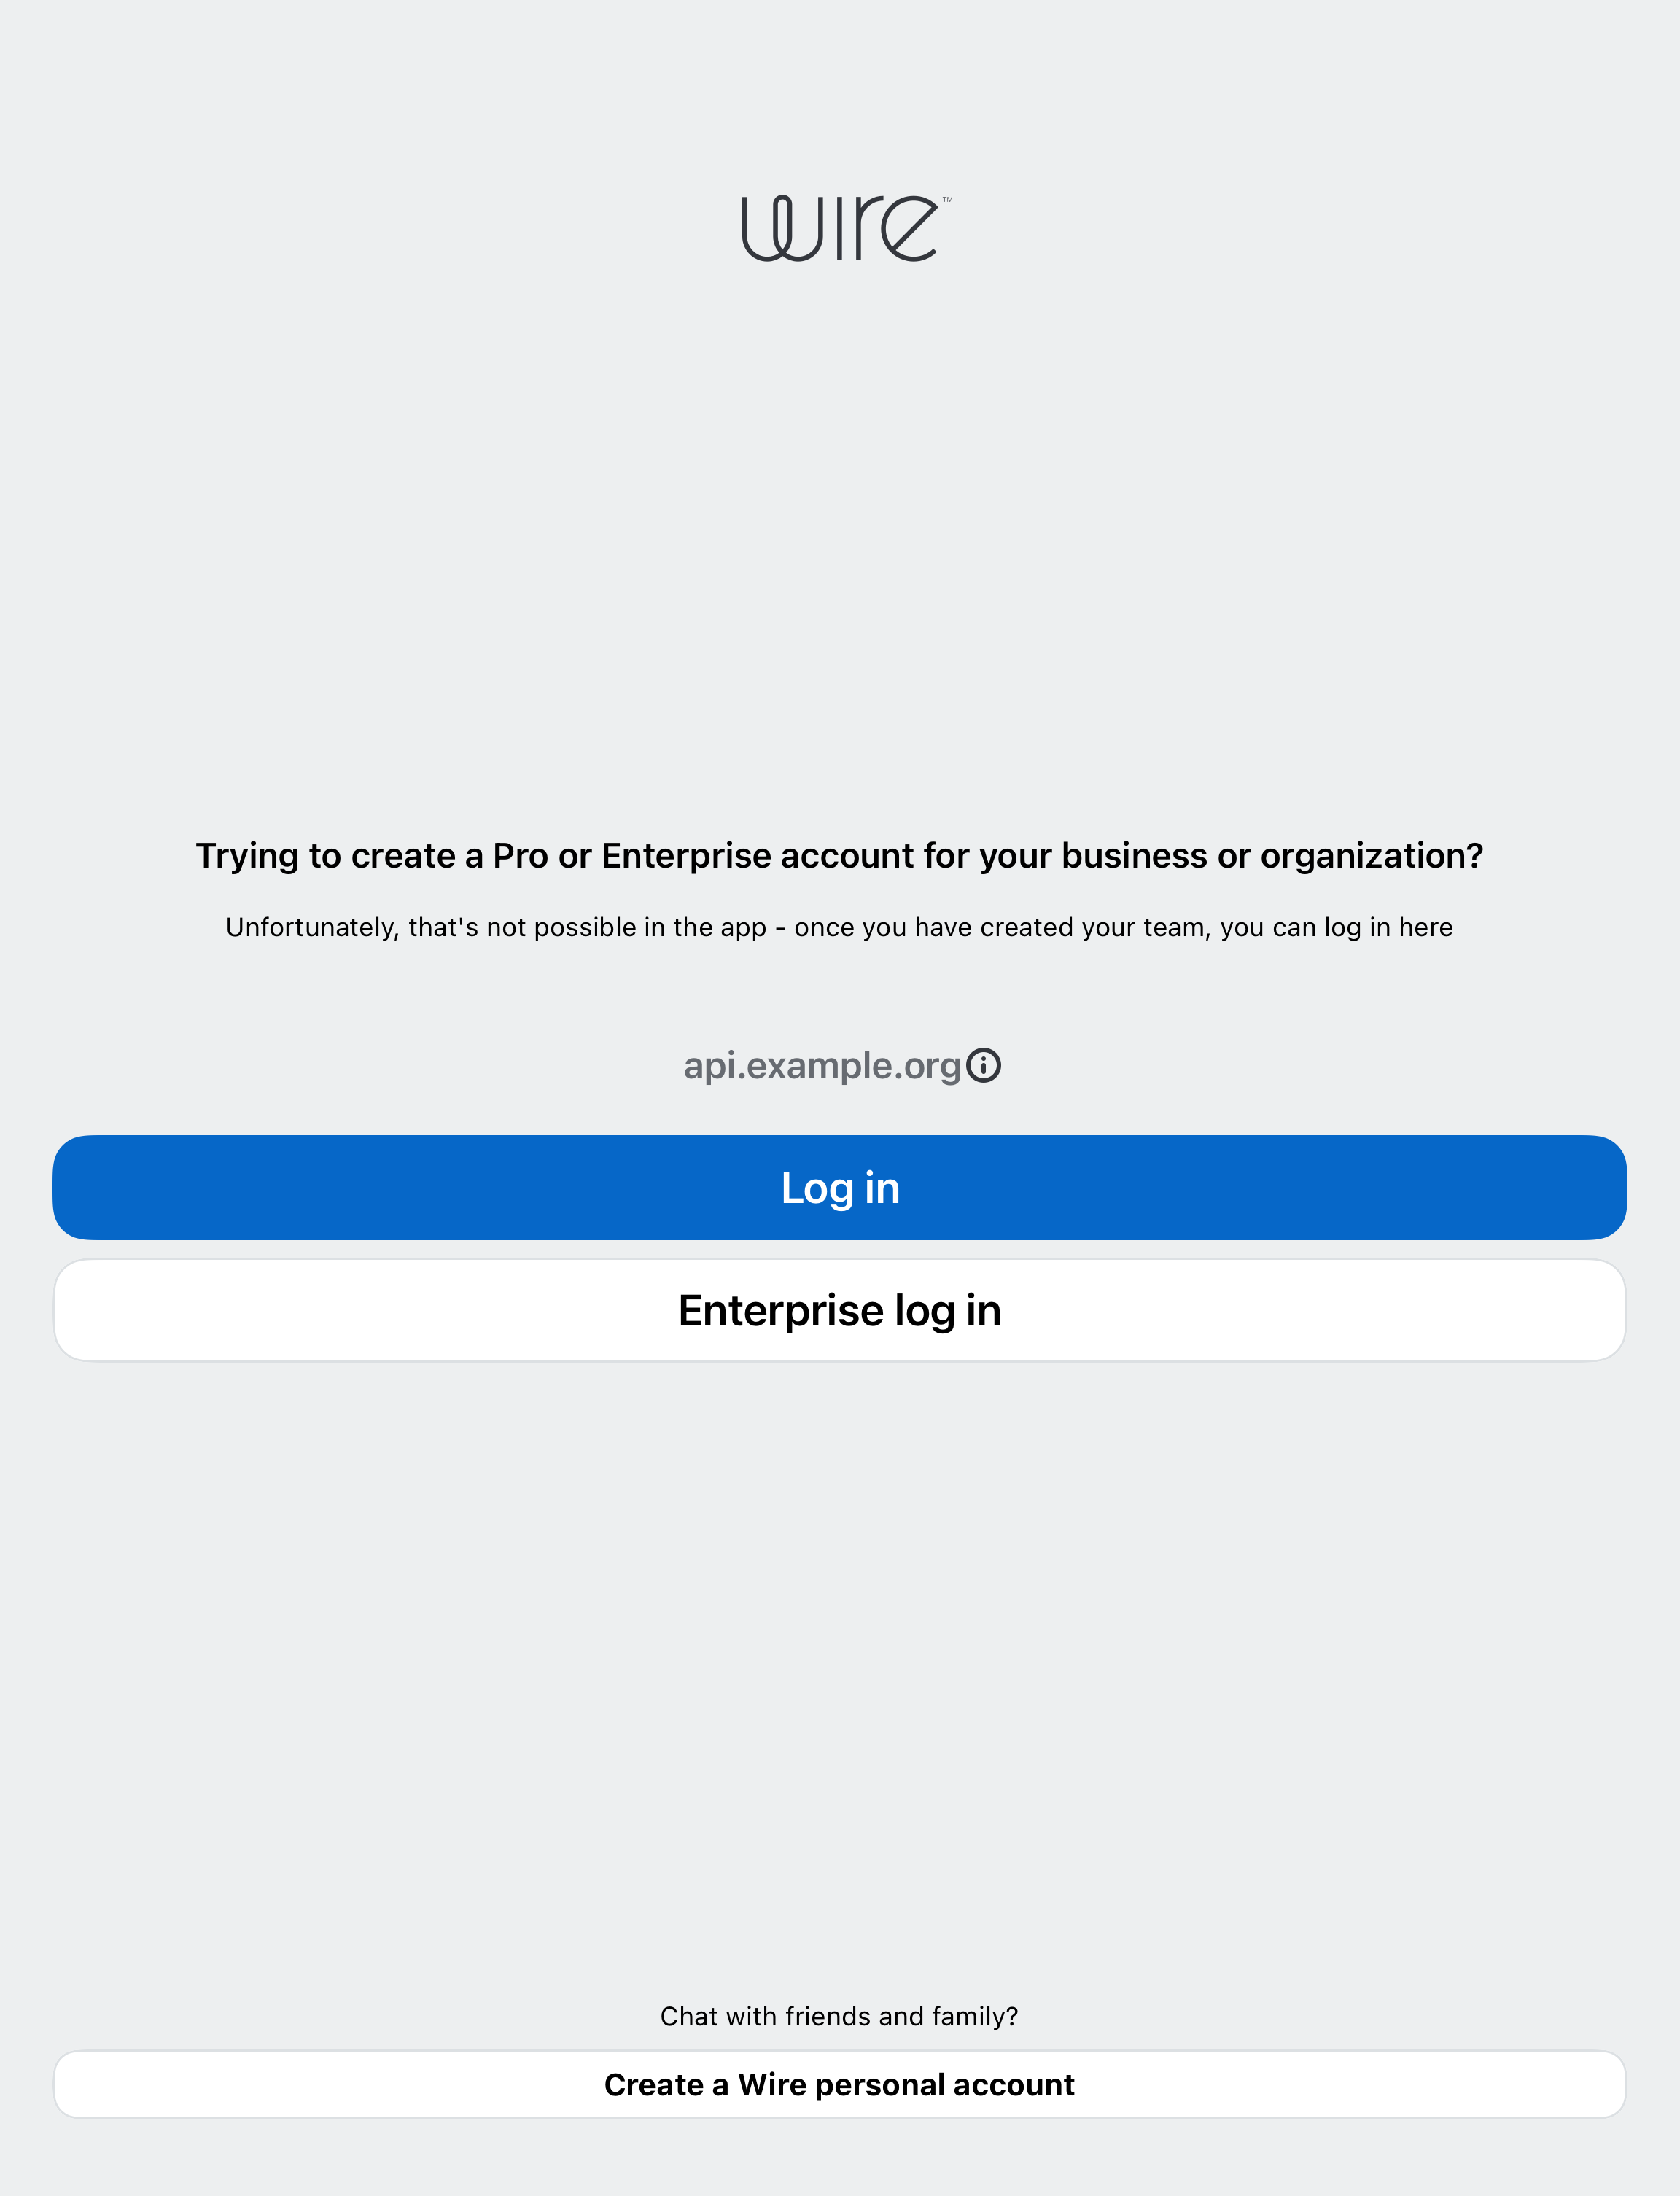 wire™
Trying to create a Pro or Enterprise account for your business or organization?
Unfortunately, that's not possible in the app - once you have created your team, you can log in here
api.example.org
Log in
Enterprise log in
Chat with friends and family?
Create a Wire personal account